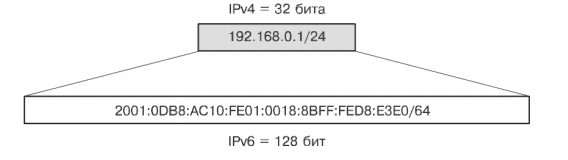 IPv4 = 32 бита
192.168.0.1/24
2001:0DB8:AC10:FE01:0018:8BFF:FED8:E3E0/64
IPv6 = 128 бит